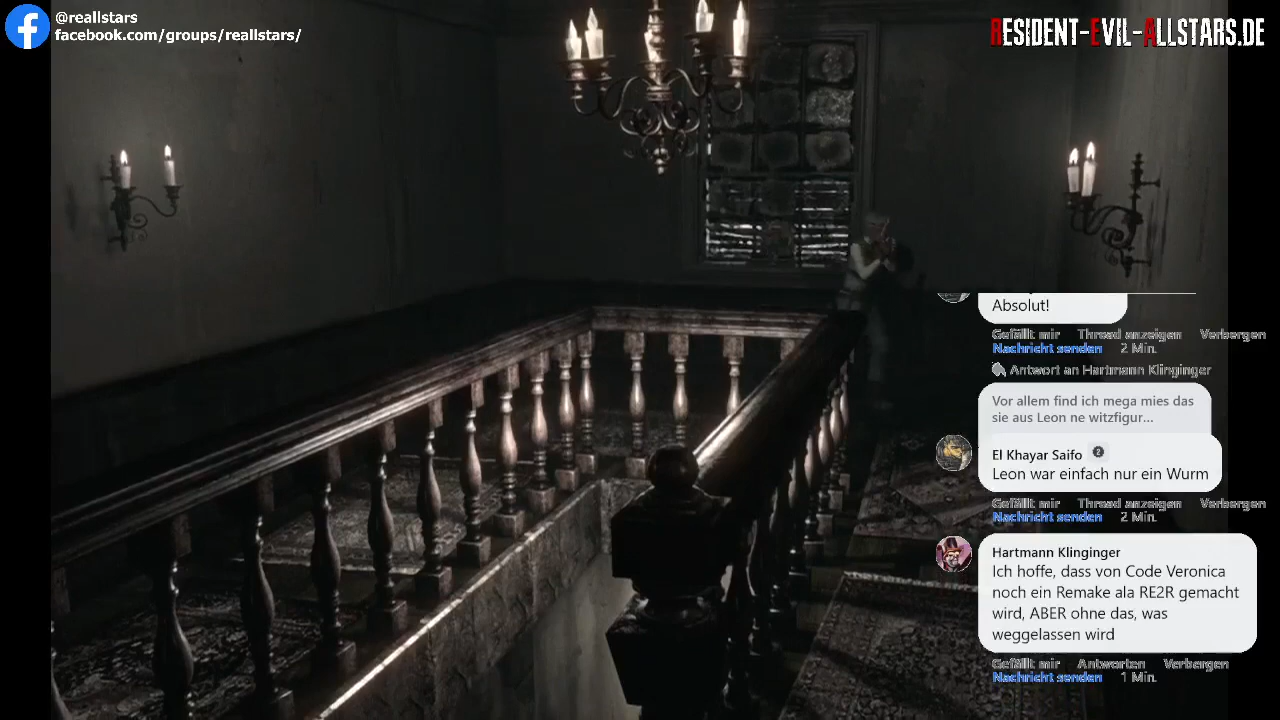 @reallstars
facebook.com/groups/reallstars/
RESIDENT-EVIL-ALLSTARS.DE
Absolut!
Gefällt mir Thread anzeigen Verbergen
Nachricht senden 2 Min.
Antwort an Hartmann Klinginger
Vor allem find ich mega mies das
sie aus Leon ne witzfigur...
El Khayar Saifo 2
Leon war einfach nur ein Wurm
Gefällt mir Thread anzeigen Verbergen
Nachricht senden 2 Min.
Hartmann Klinginger
Ich hoffe, dass von Code Veronica
noch ein Remake ala RE2R gemacht
wird, ABER ohne das, was
weggelassen wird
Gefällt mir Antworten Verbergen
Nachricht senden 1 Min.